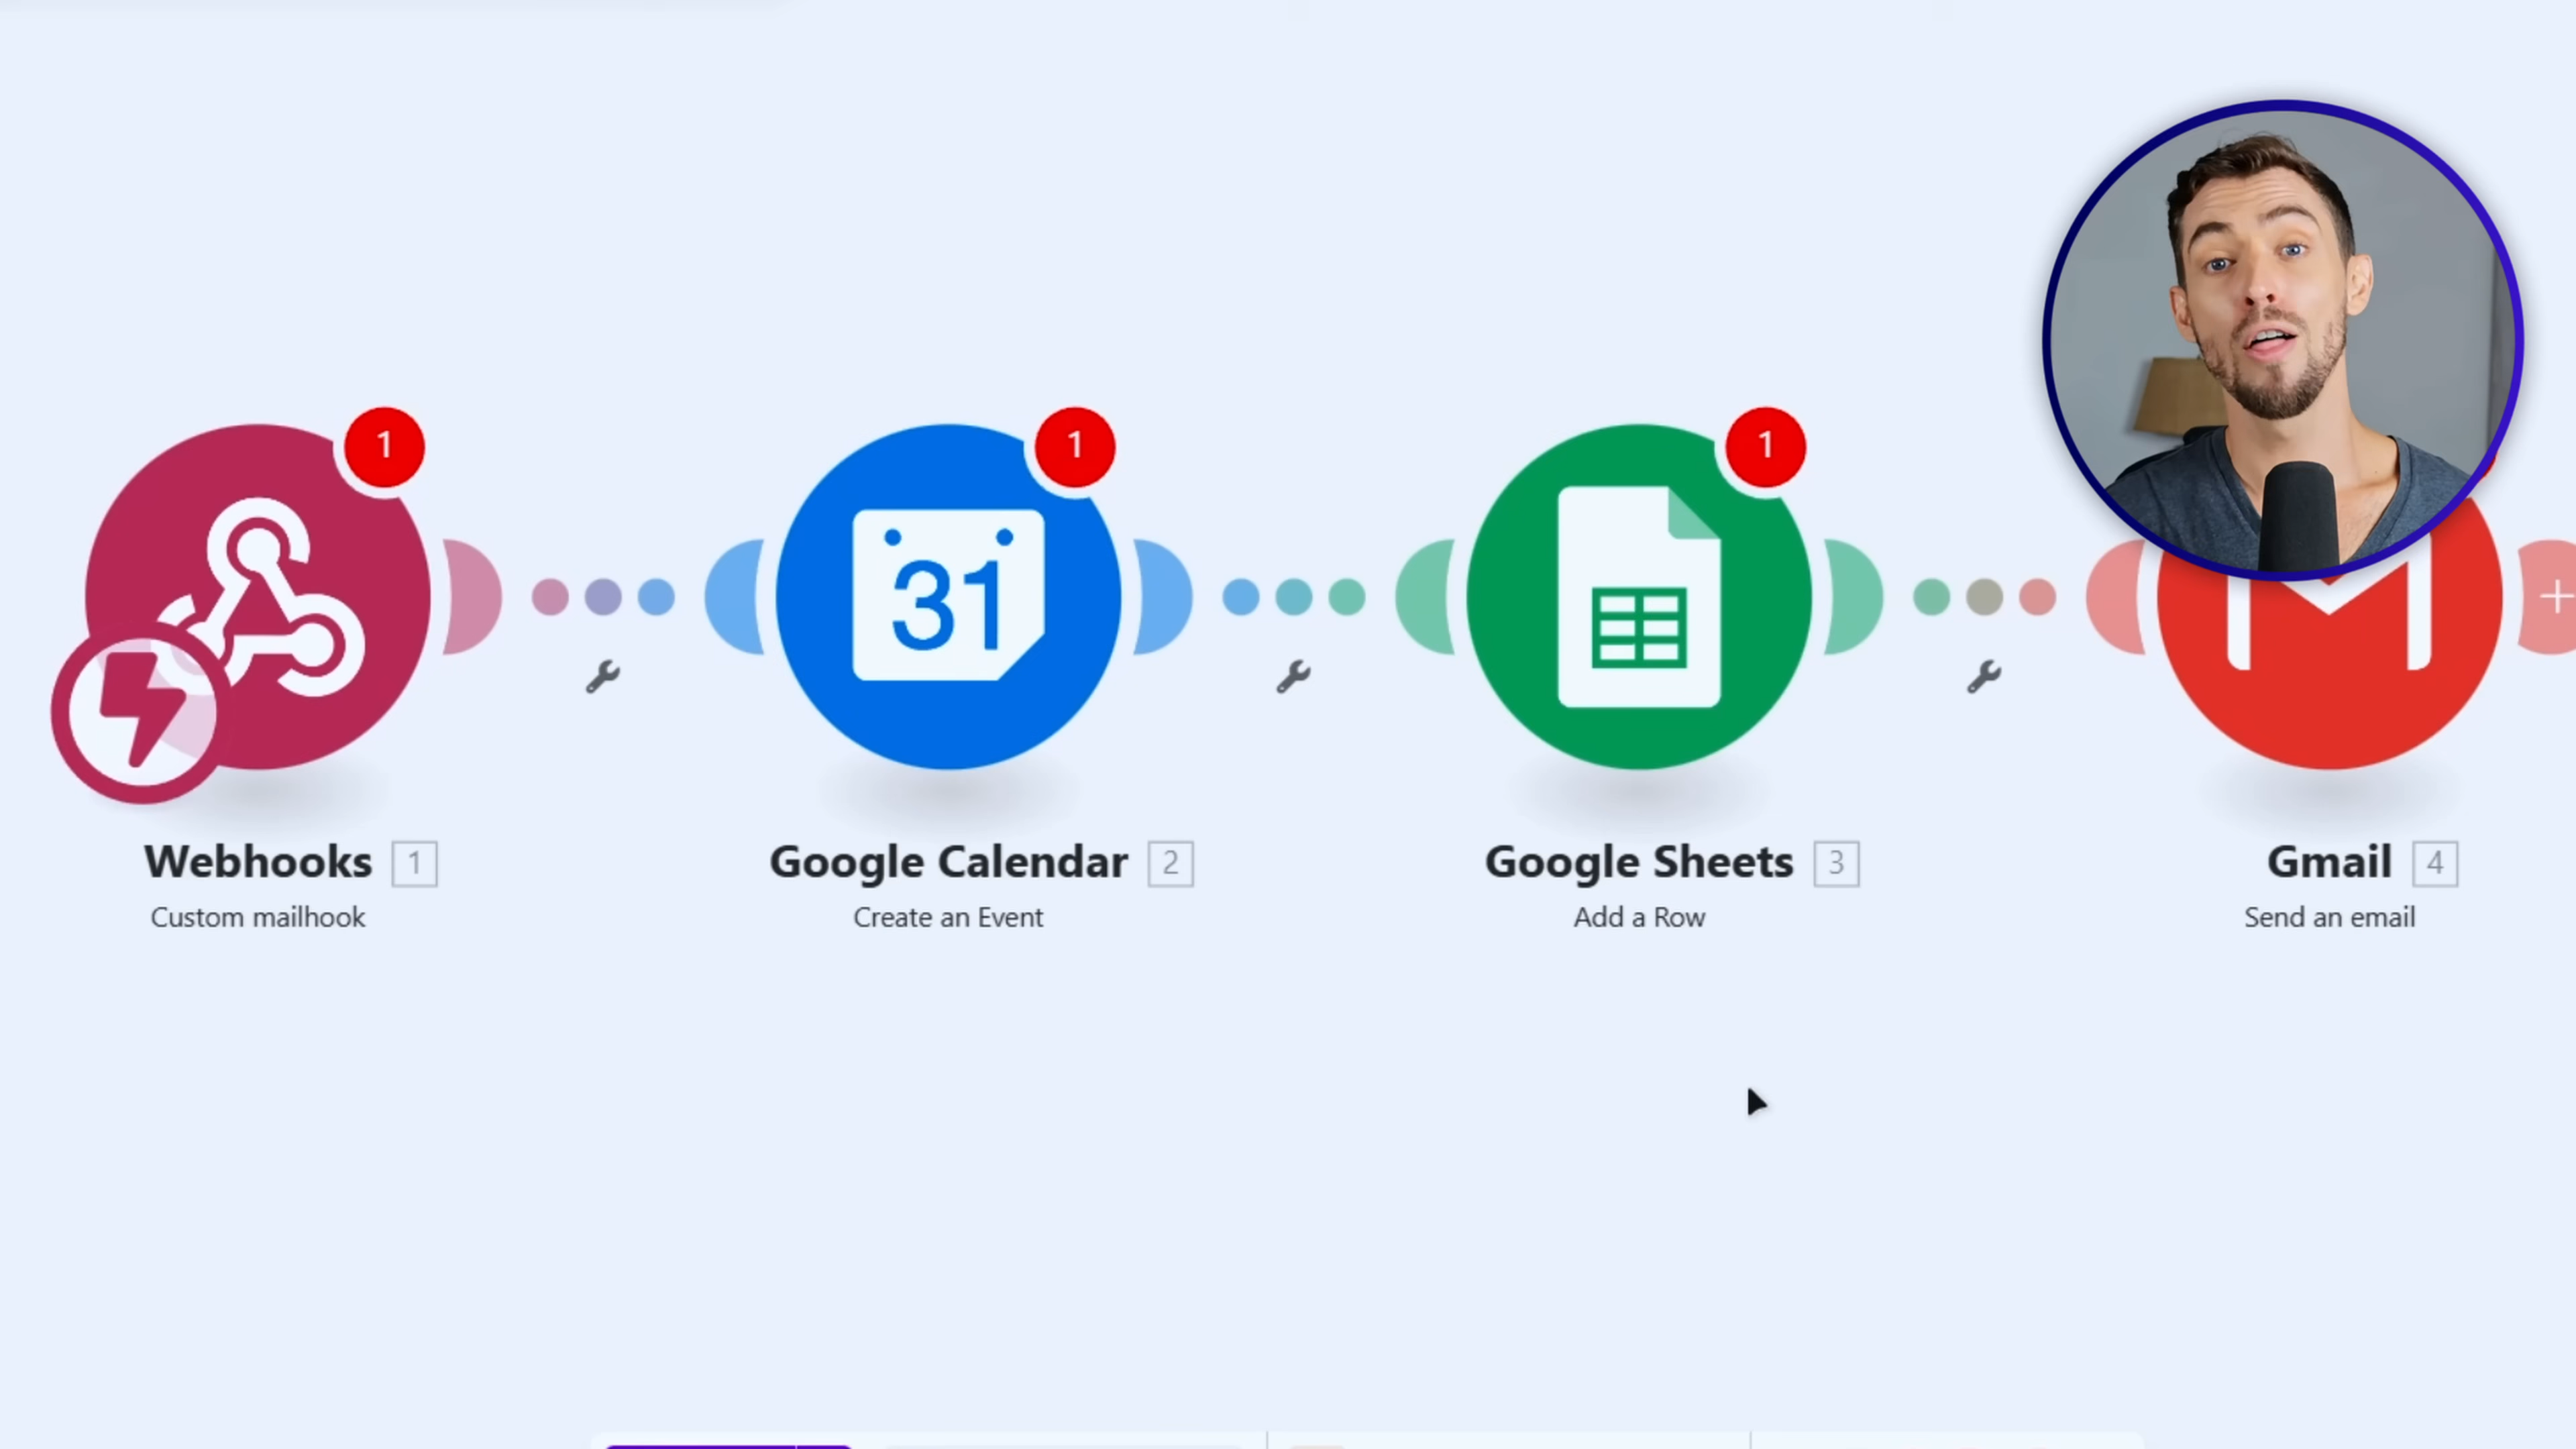 1
1
1
31
Webhooks 1
Custom mailhook
Google Calendar 2
Create an Event
Google Sheets 3
Add a Row
Gmail 4
Send an email